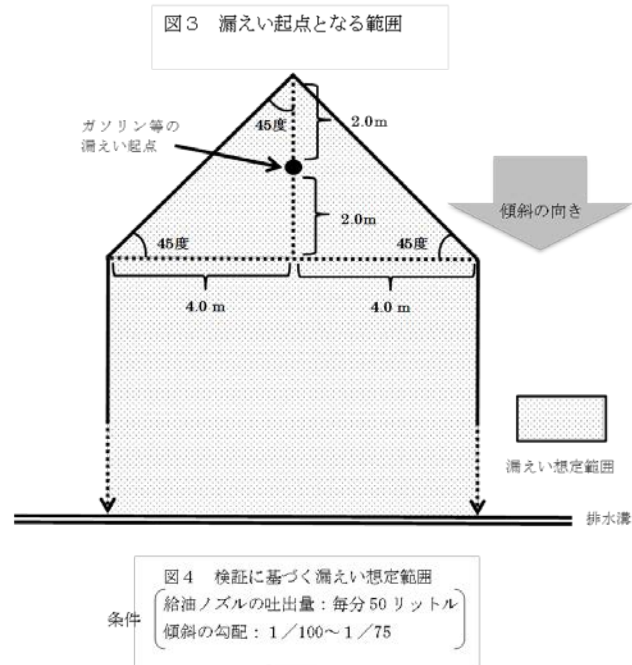 図３ 漏えい起点となる範囲
ガソリン等の
漏えい起点
45度
2.0m
傾斜の向き
2.0m
45度
45度
4.0 m
4.0 m
漏えい想定範囲
排水溝
図４ 検証に基づく漏えい想定範囲
条件
給油ノズルの吐出量：毎分 50 リットル
傾斜の勾配：１／100～１／75